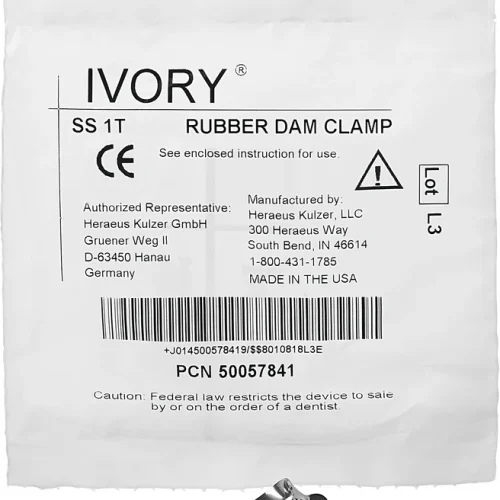 IVORY ®
SS 1T RUBBER DAM CLAMP
CE See enclosed instruction for use.
Authorized Representative:
Heraeus Kulzer GmbH
Gruener Weg II
D-63450 Hanau
Germany
Manufactured by:
Heraeus Kulzer, LLC
300 Heraeus Way
South Bend, IN 46614
1-800-431-1785
MADE IN THE USA
Lot L3
+J014500578419/$$8010818L3E
PCN 50057841
Caution: Federal law restricts the device to sale
by or on the order of a dentist.